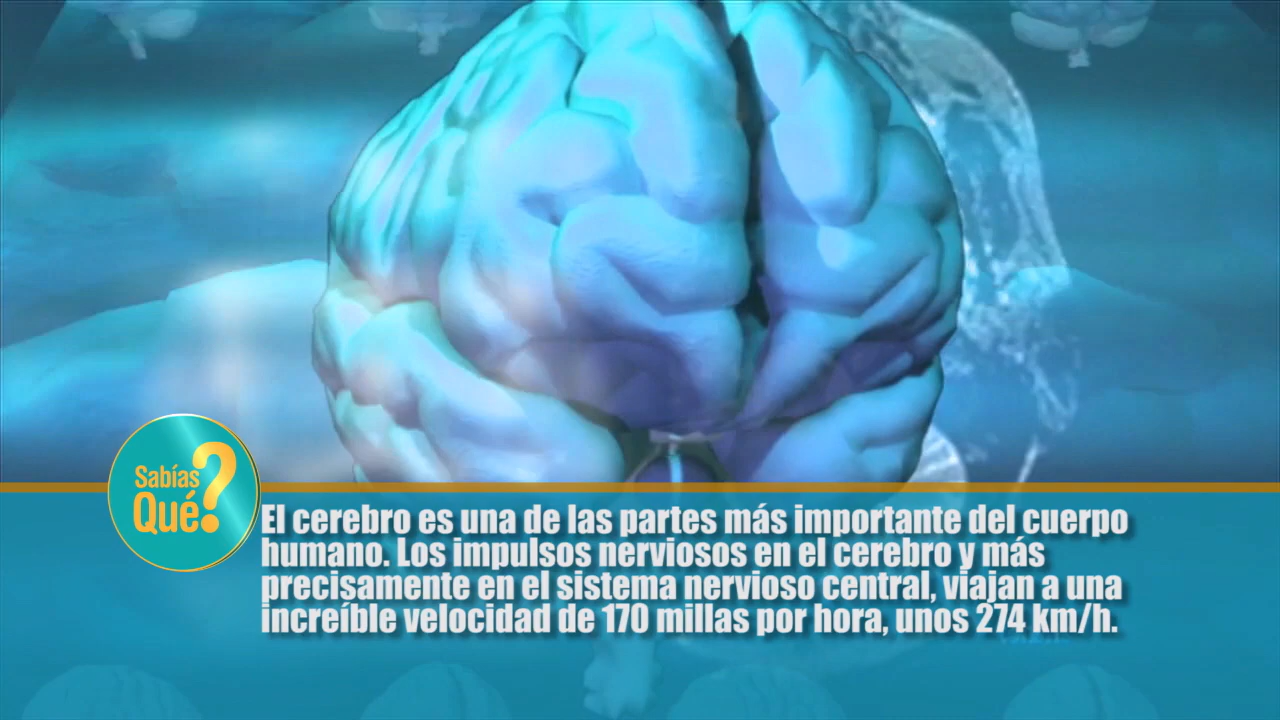 Sabías
Qué?
El cerebro es una de las partes más importante del cuerpo
humano. Los impulsos nerviosos en el cerebro y más
precisamente en el sistema nervioso central, viajan a una
increíble velocidad de 170 millas por hora, unos 274 km/h.